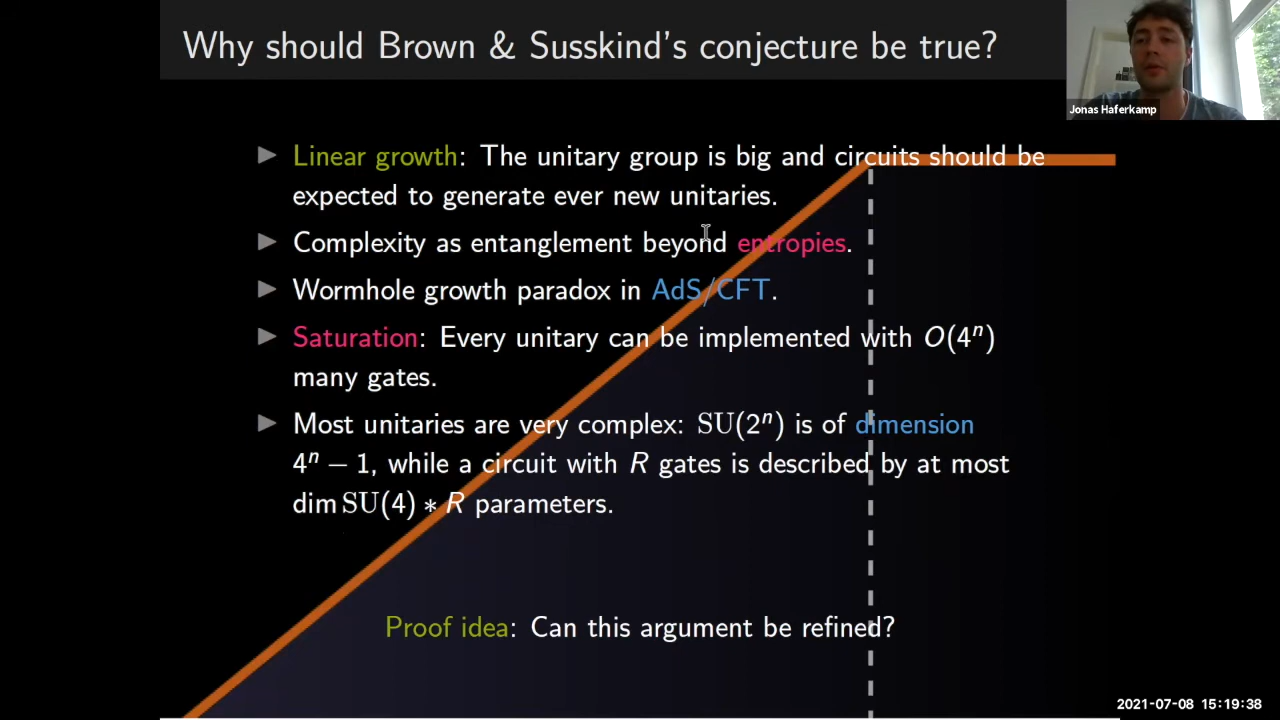 Why should Brown & Susskind's conjecture be true?
Jonas Haferkamp
Linear growth: The unitary group is big and circuits should be
expected to generate ever new unitaries.
Complexity as entanglement beyond entropies.
Wormhole growth paradox in AdS/CFT.
Saturation: Every unitary can be implemented with O(4ⁿ)
many gates.
Most unitaries are very complex: SU(2ⁿ) is of dimension
4ⁿ − 1, while a circuit with R gates is described by at most
dim SU(4) ∗ R parameters.
Proof idea: Can this argument be refined?
2021-07-08 15:19:38